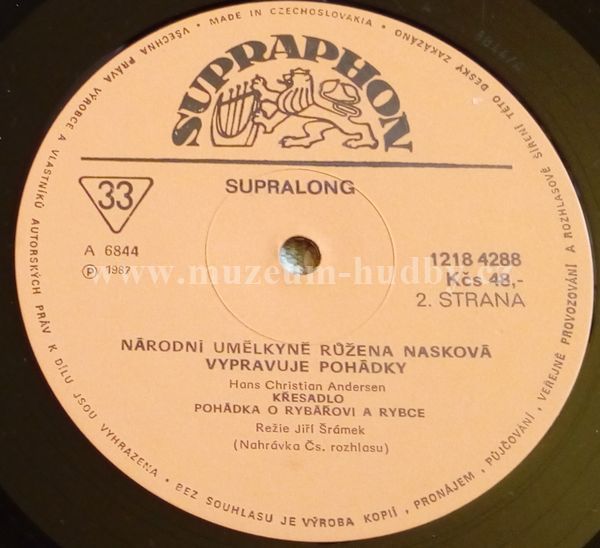 VŠECHNA PRÁVA VÝROBCE A VLASTNÍKŮ AUTORSKÝCH PRÁV K DÍLU JSOU VYHRAZENA • BEZ SOUHLASU JE VÝROBA KOPIÍ, PRONÁJEM, PŮJČOVÁNÍ, VEŘEJNÉ PROVOZOVÁNÍ A ROZHLASOVÉ ŠÍŘENÍ TÉTO DESKY ZAKÁZÁNO • MADE IN CZECHOSLOVAKIA •
SUPRAPHON
33
SUPRALONG
A 6844
Ⓟ 1987
1218 4288
Kčs 48,-
2. STRANA
www.muzeum-hudby.cz
NÁRODNÍ UMĚLKYNĚ RŮŽENA NASKOVÁ
VYPRAVUJE POHÁDKY
Hans Christian Andersen
KŘESADLO
POHÁDKA O RYBÁŘOVI A RYBCE
Režie Jiří Šrámek
(Nahrávka Čs. rozhlasu)